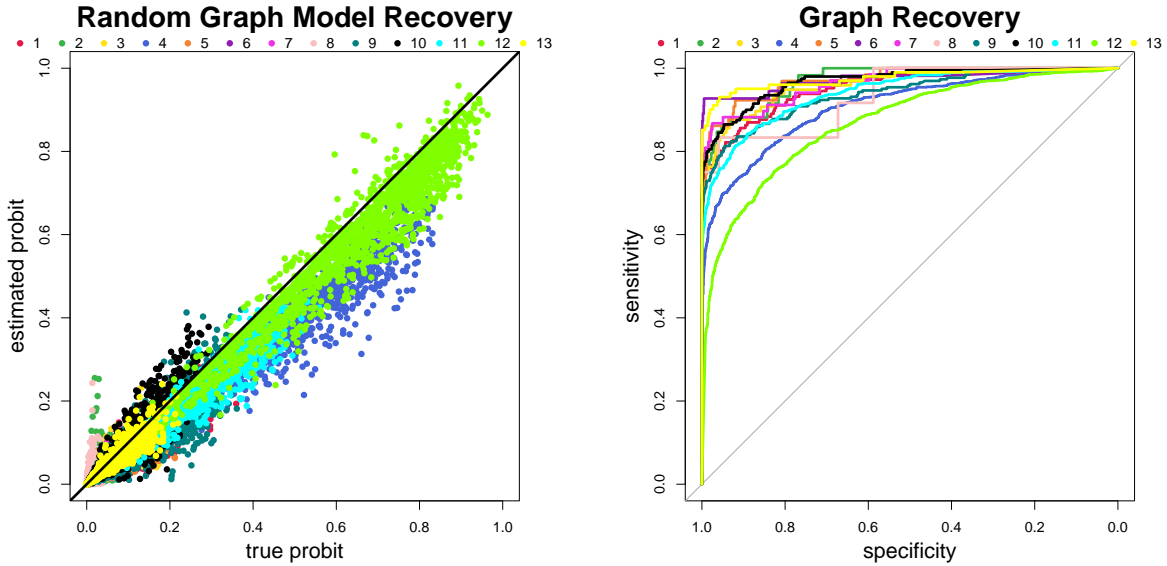 Random Graph Model Recovery
1 2 3 4 5 6 7 8 9 10 11 12 13
estimated probit
1.0
0.8
0.6
0.4
0.2
0.0
0.0 0.2 0.4 0.6 0.8 1.0
true probit
Graph Recovery
1 2 3 4 5 6 7 8 9 10 11 12 13
sensitivity
1.0
0.8
0.6
0.4
0.2
0.0
1.0 0.8 0.6 0.4 0.2 0.0
specificity